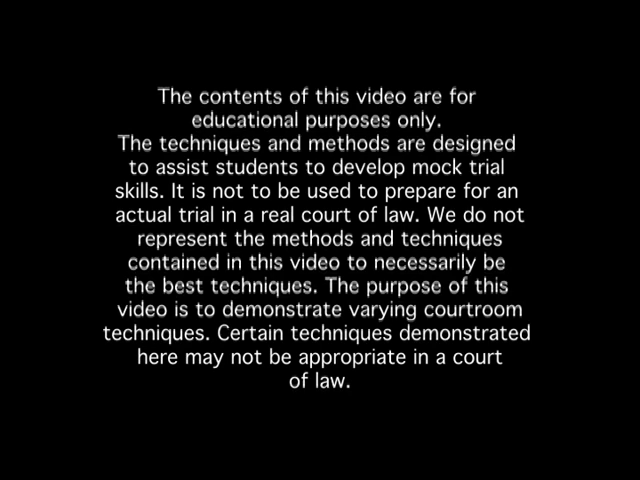 The contents of this video are for
educational purposes only.
The techniques and methods are designed
to assist students to develop mock trial
skills. It is not to be used to prepare for an
actual trial in a real court of law. We do not
represent the methods and techniques
contained in this video to necessarily be
the best techniques. The purpose of this
video is to demonstrate varying courtroom
techniques. Certain techniques demonstrated
here may not be appropriate in a court
of law.